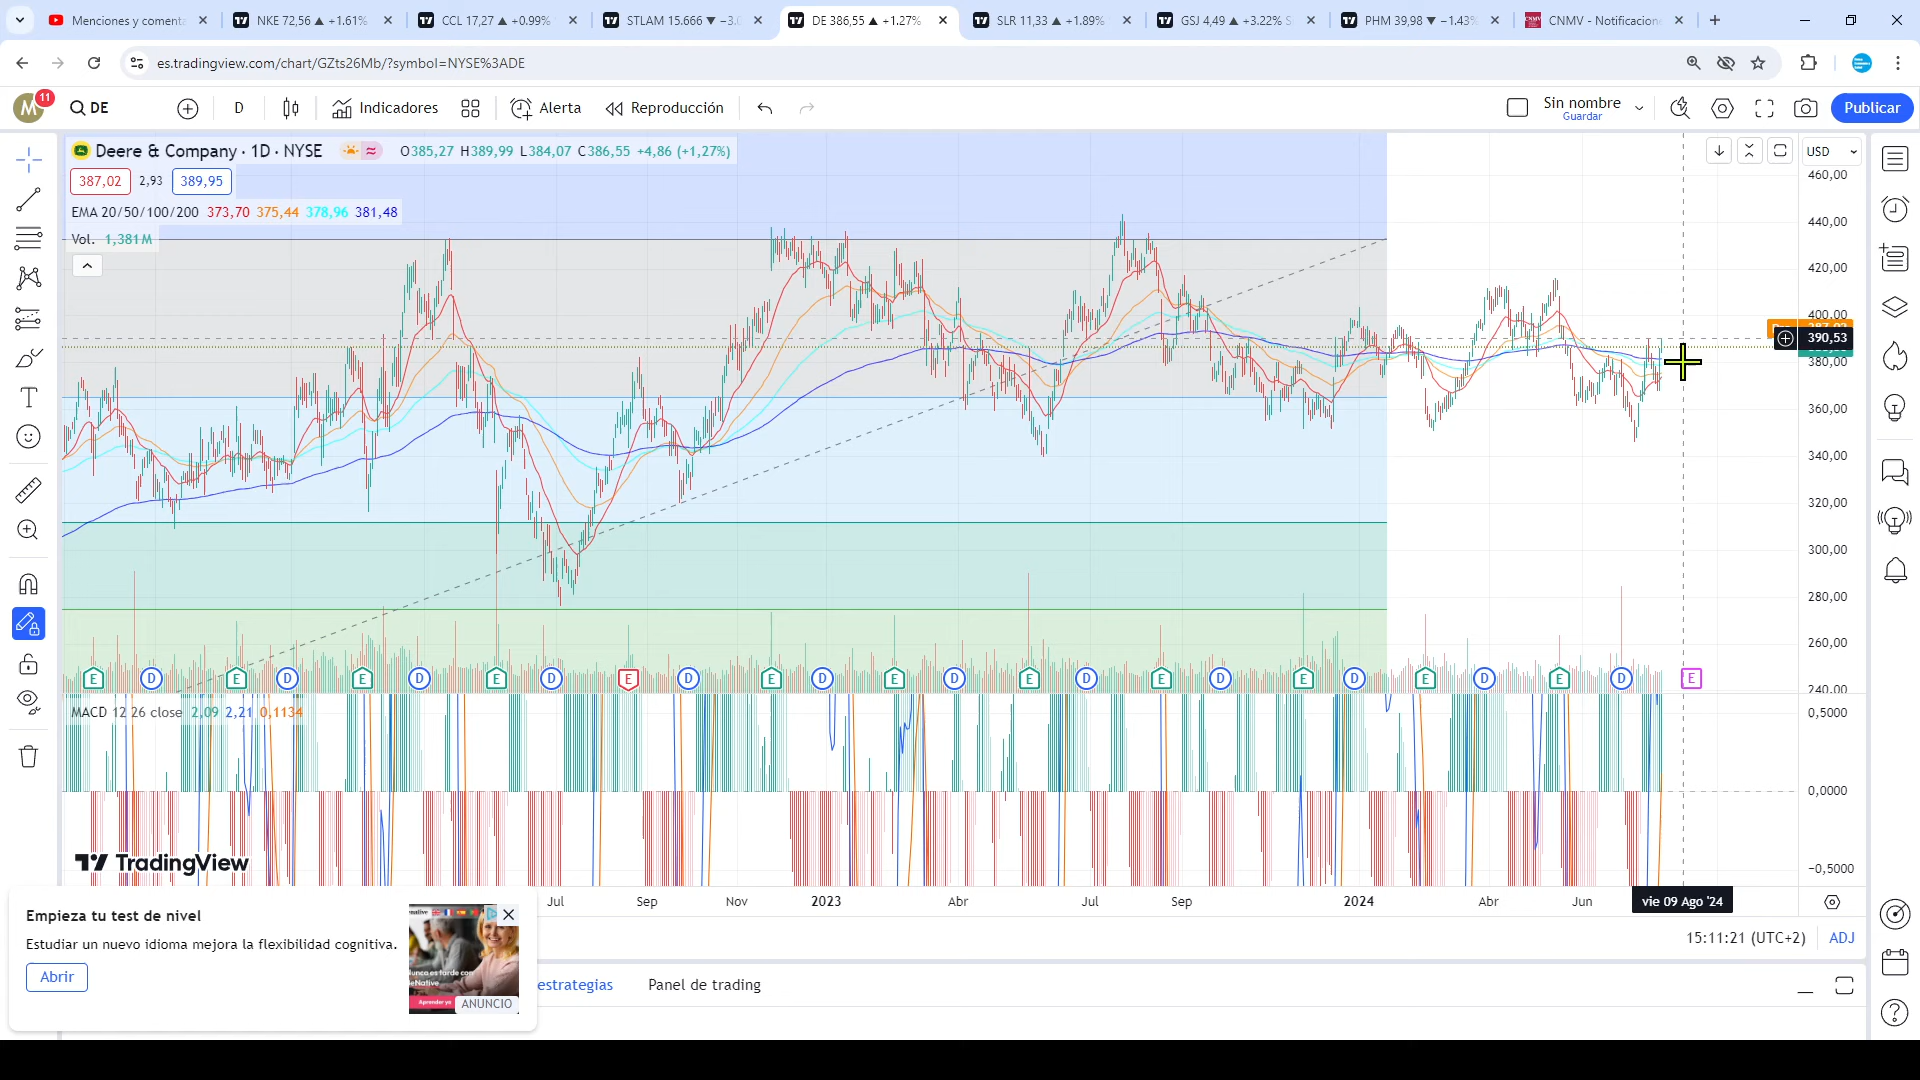 Menciones y comenta
NKE 72,56 ▲ +1.61%
CCL 17,27 ▲ +0.99%
STLAM 15.666 ▼ −3.
DE 386,55 ▲ +1.27%
SLR 11,33 ▲ +1.89%
GSJ 4,49 ▲ +3.22% S
PHM 39,98 ▼ −1.43%
CNMV - Notificacion
es.tradingview.com/chart/GZts26Mb/?symbol=NYSE%3ADE
M 11
DE
D
Indicadores
Alerta
Reproducción
Sin nombre
Guardar
Publicar
Deere & Company · 1D · NYSE
O385,27 H389,99 L384,07 C386,55 +4,86 (+1,27%)
USD
387,02 2,93 389,95
EMA 20/50/100/200 373,70 375,44 378,96 381,48
Vol. 1,381M
460,00
440,00
420,00
400,00
390,53
380,00
360,00
340,00
320,00
300,00
280,00
260,00
240,00
E D E D E D E D E D E D E D E D E D E D E D E D E
MACD 12 26 close 2,09 2,21 0,1134
0,5000
0,0000
−0,5000
TradingView
Jul Sep Nov 2023 Abr Jul Sep 2024 Abr Jun vie 09 Ago '24
15:11:21 (UTC+2) ADJ
Empieza tu test de nivel
Estudiar un nuevo idioma mejora la flexibilidad cognitiva.
Abrir
ANUNCIO
estrategias
Panel de trading